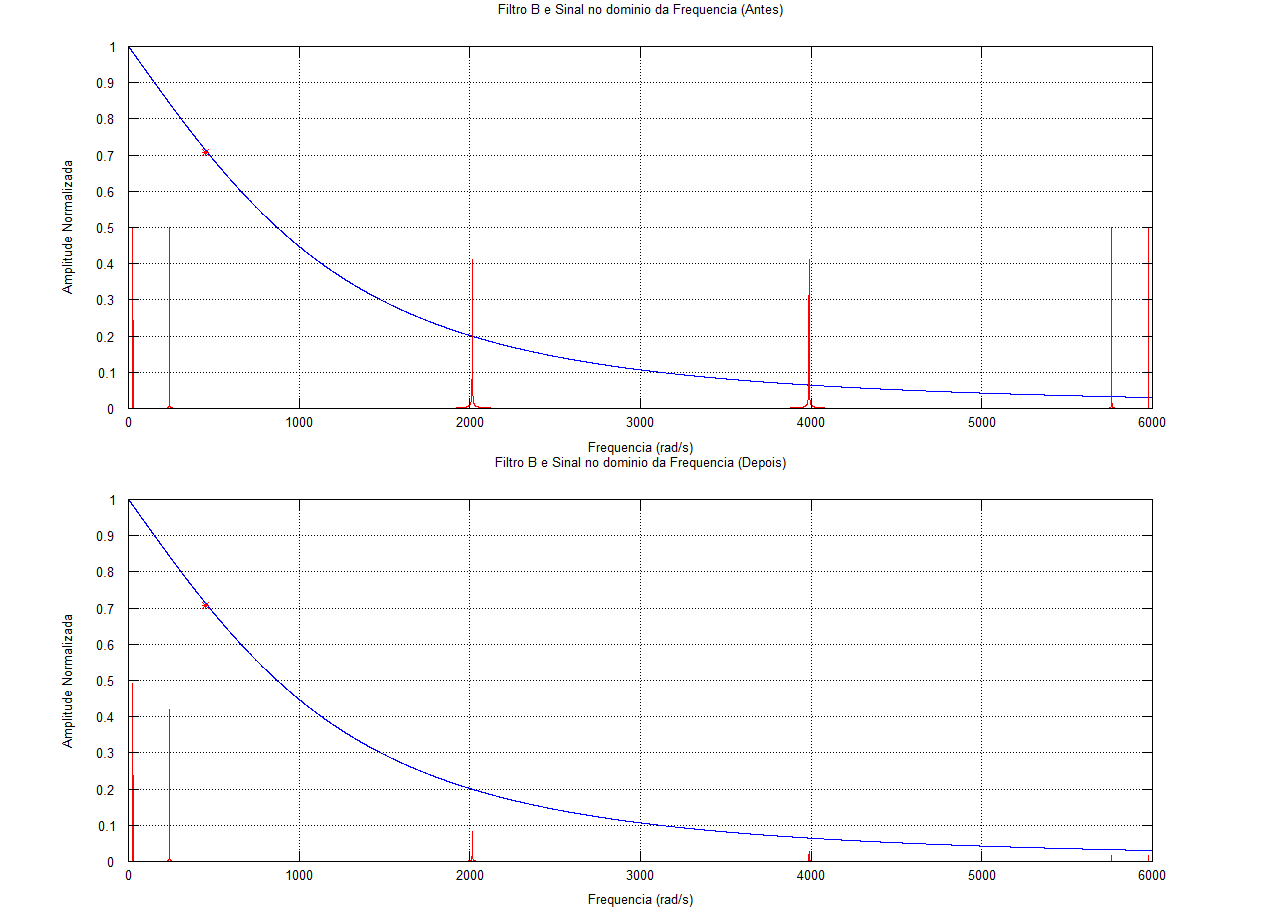 Filtro B e Sinal no dominio da Frequencia (Antes)
1
0.9
0.8
0.7
0.6
0.5
0.4
0.3
0.2
0.1
0
Amplitude Normalizada
0 1000 2000 3000 4000 5000 6000
Frequencia (rad/s)
Filtro B e Sinal no dominio da Frequencia (Depois)
1
0.9
0.8
0.7
0.6
0.5
0.4
0.3
0.2
0.1
0
Amplitude Normalizada
0 1000 2000 3000 4000 5000 6000
Frequencia (rad/s)